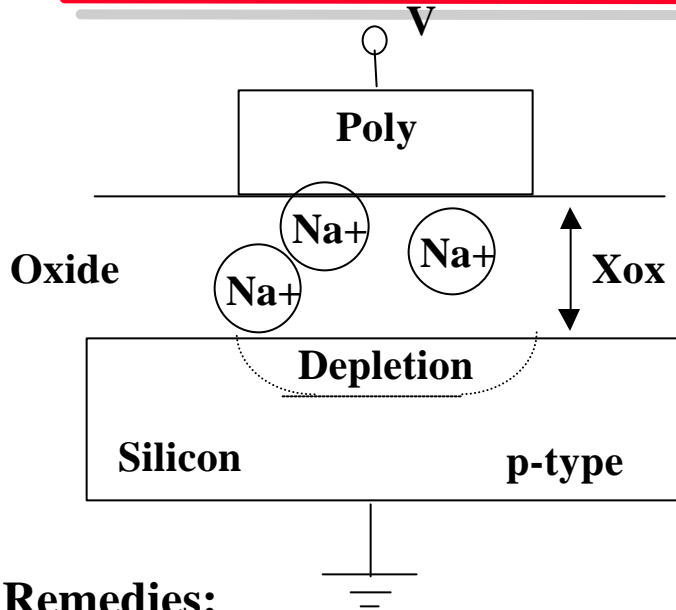 V
Poly
Na+
Na+
Na+
Oxide
Xox
Depletion
Silicon
p-type
Remedies: